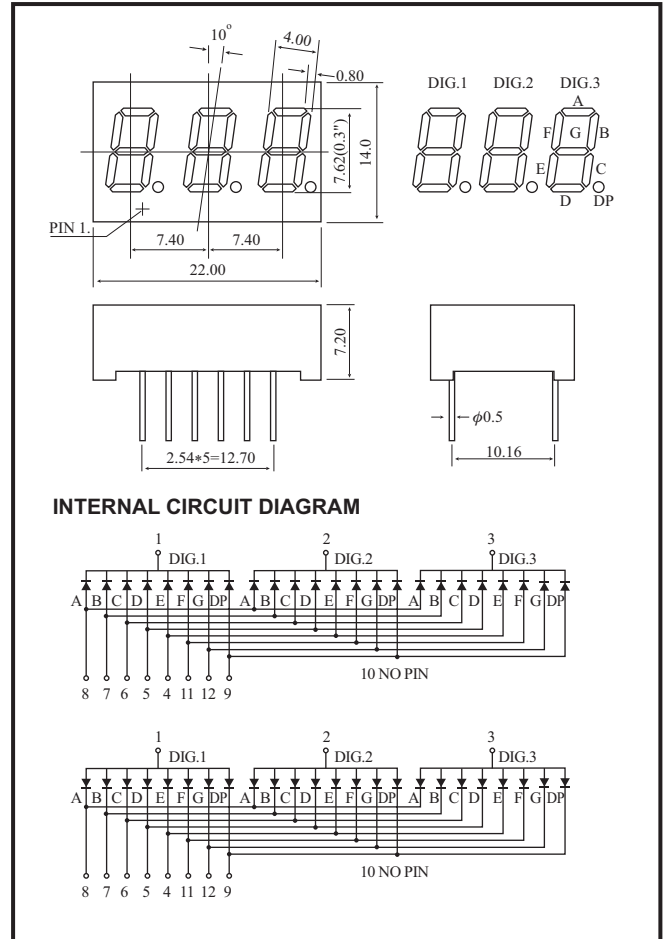 10°
4.00
0.80
DIG.1 DIG.2 DIG.3
A
F G B
E C
D DP
7.62(0.3")
14.0
PIN 1.
7.40 7.40
22.00
7.20
2.54*5=12.70
ϕ0.5
10.16
INTERNAL CIRCUIT DIAGRAM
1 2 3
DIG.1 DIG.2 DIG.3
A B C D E F G DP A B C D E F G DP A B C D E F G DP
10 NO PIN
8 7 6 5 4 11 12 9
1 2 3
DIG.1 DIG.2 DIG.3
A B C D E F G DP A B C D E F G DP A B C D E F G DP
10 NO PIN
8 7 6 5 4 11 12 9